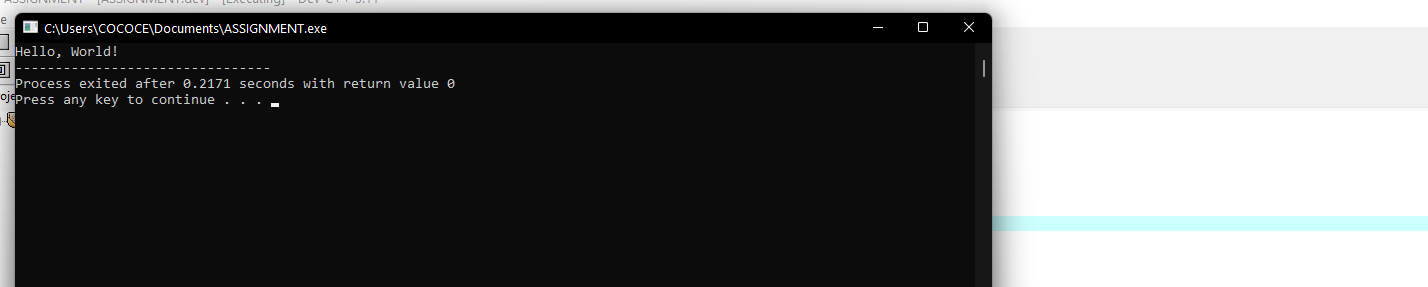 ASSIGNMENT - [ASSIGNMENT.dev] - [Executing] - Dev-C++ 5.11
C:\Users\COCOCE\Documents\ASSIGNMENT.exe
Hello, World!
--------------------------------
Process exited after 0.2171 seconds with return value 0
Press any key to continue . . .